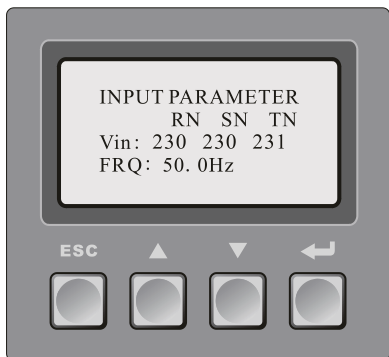 INPUT PARAMETER
RN SN TN
Vin: 230 230 231
FRQ: 50. 0Hz
ESC